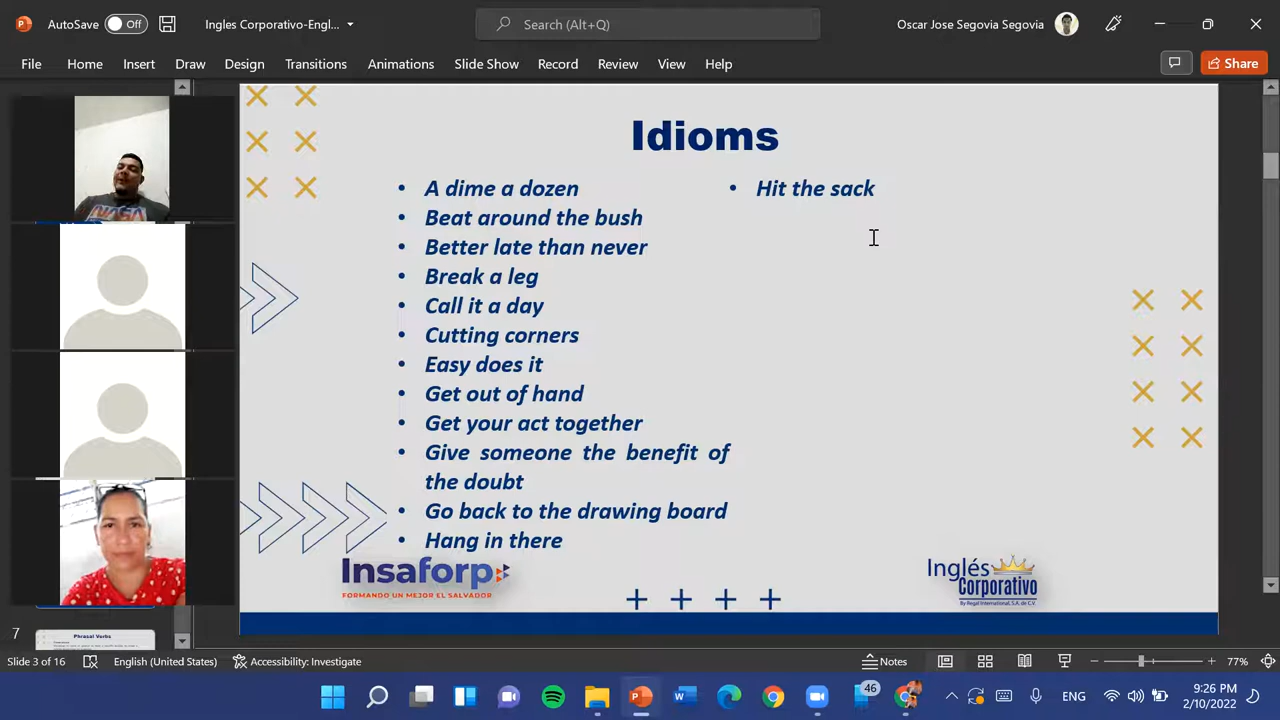 AutoSave Off Ingles Corporativo-Engl... Search (Alt+Q) Oscar Jose Segovia Segovia
File Home Insert Draw Design Transitions Animations Slide Show Record Review View Help Share
Idioms
• A dime a dozen
• Beat around the bush
• Better late than never
• Break a leg
• Call it a day
• Cutting corners
• Easy does it
• Get out of hand
• Get your act together
• Give someone the benefit of
the doubt
• Go back to the drawing board
• Hang in there
• Hit the sack
Insaforp
FORMANDO UN MEJOR EL SALVADOR
Inglés
Corporativo
By Regal International, S.A. de C.V.
7
Phrasal Verbs
Slide 3 of 16 English (United States) Accessibility: Investigate Notes 77%
46 ENG 9:26 PM
2/10/2022